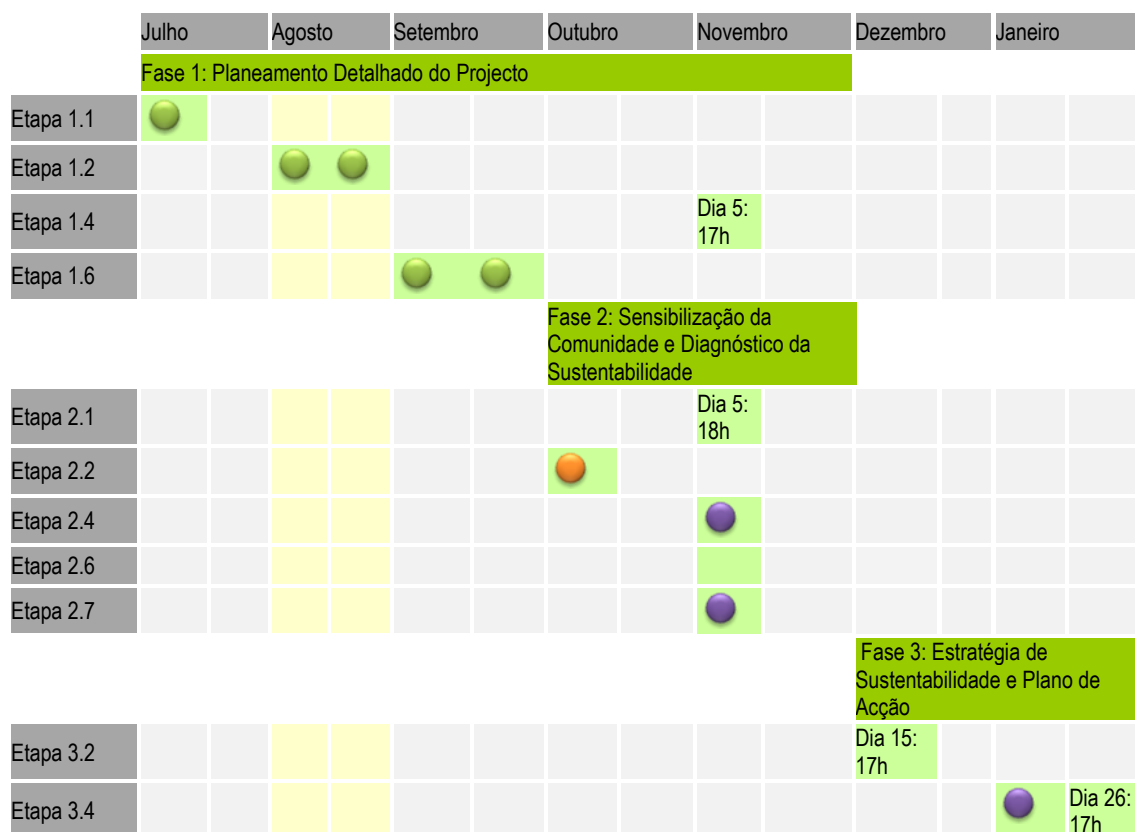 Julho Agosto Setembro Outubro Novembro Dezembro Janeiro
Fase 1: Planeamento Detalhado do Projecto
Etapa 1.1
Etapa 1.2
Etapa 1.4
Dia 5:
17h
Etapa 1.6
Fase 2: Sensibilização da
Comunidade e Diagnóstico da
Sustentabilidade
Etapa 2.1
Dia 5:
18h
Etapa 2.2
Etapa 2.4
Etapa 2.6
Etapa 2.7
Fase 3: Estratégia de
Sustentabilidade e Plano de
Acção
Etapa 3.2
Dia 15:
17h
Etapa 3.4
Dia 26:
17h